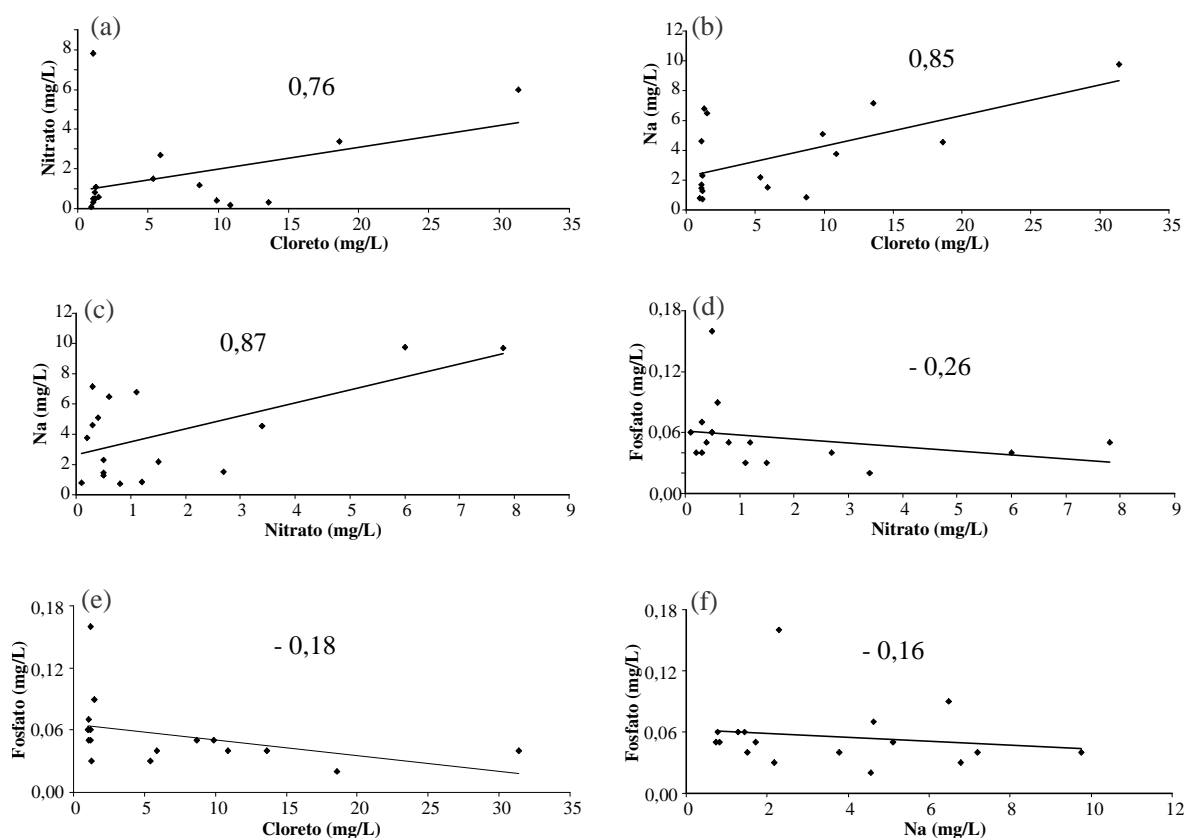 (a)
Nitrato (mg/L)
8
6
4
2
0
0,76
0 5 10 15 20 25 30 35
Cloreto (mg/L)
(b)
Na (mg/L)
12
10
8
6
4
2
0
0,85
0 5 10 15 20 25 30 35
Cloreto (mg/L)
(c)
Na (mg/L)
12
10
8
6
4
2
0
0,87
0 1 2 3 4 5 6 7 8 9
Nitrato (mg/L)
(d)
Fosfato (mg/L)
0,18
0,12
0,06
0,00
- 0,26
0 1 2 3 4 5 6 7 8 9
Nitrato (mg/L)
(e)
Fosfato (mg/L)
0,18
0,12
0,06
0,00
- 0,18
0 5 10 15 20 25 30 35
Cloreto (mg/L)
(f)
Fosfato (mg/L)
0,18
0,12
0,06
0,00
- 0,16
0 2 4 6 8 10 12
Na (mg/L)